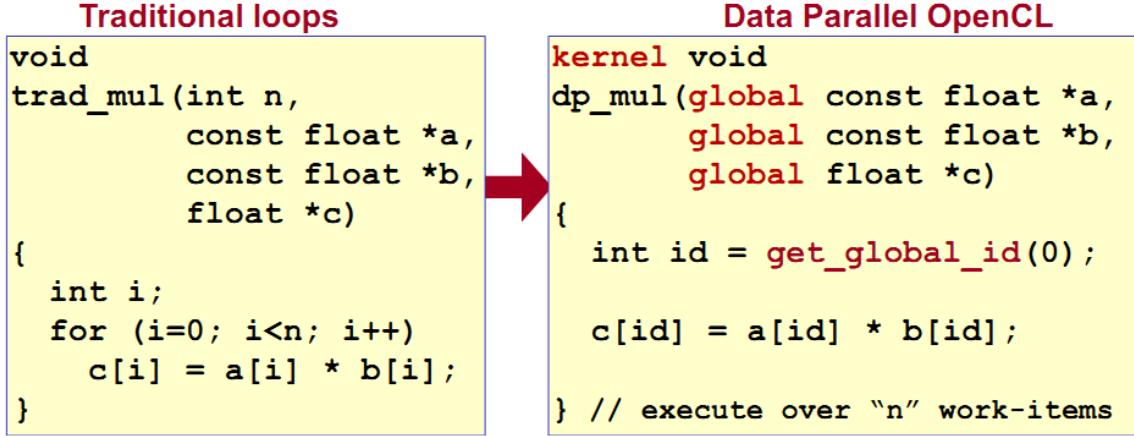 Traditional loops
void
trad_mul(int n,
         const float *a,
         const float *b,
         float *c)
{
  int i;
  for (i=0; i<n; i++)
    c[i] = a[i] * b[i];
}
Data Parallel OpenCL
kernel void
dp_mul(global const float *a,
       global const float *b,
       global float *c)
{
  int id = get_global_id(0);
  c[id] = a[id] * b[id];
} // execute over “n” work-items